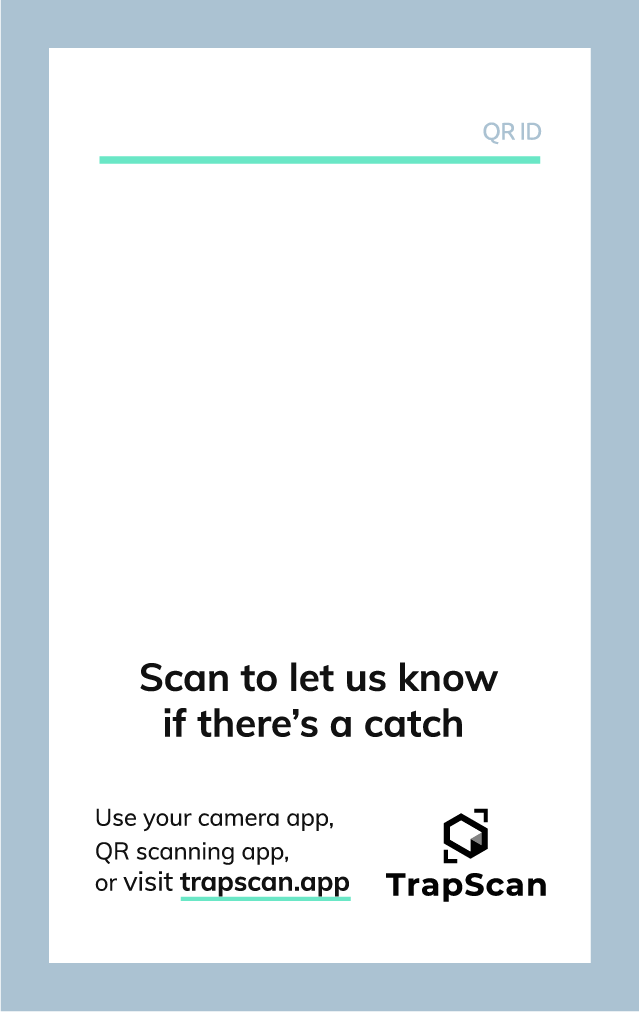 QR ID
Scan to let us know
if there’s a catch
Use your camera app,
QR scanning app,
or visit trapscan.app
TrapScan